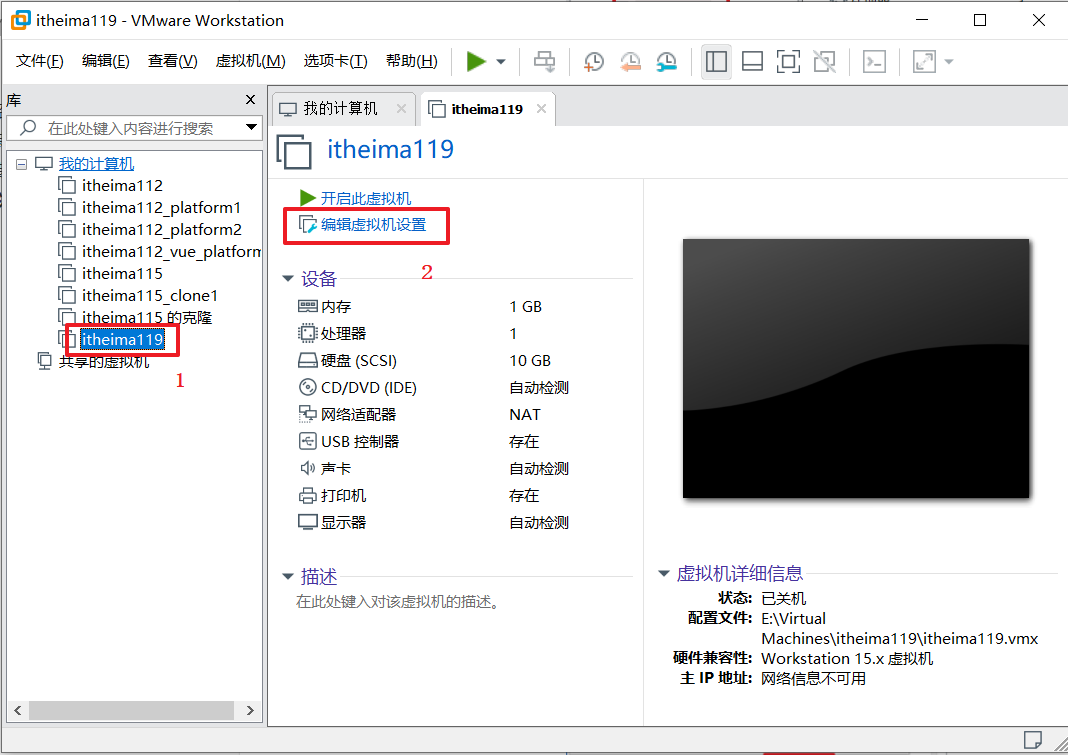 itheima119 - VMware Workstation
文件(F) 编辑(E) 查看(V) 虚拟机(M) 选项卡(T) 帮助(H)
库
在此处键入内容进行搜索
我的计算机
itheima112
itheima112_platform1
itheima112_platform2
itheima112_vue_platform
itheima115
itheima115_clone1
itheima115 的克隆
itheima119
共享的虚拟机
1
我的计算机 itheima119
itheima119
开启此虚拟机
编辑虚拟机设置
2
设备
内存 1 GB
处理器 1
硬盘 (SCSI) 10 GB
CD/DVD (IDE) 自动检测
网络适配器 NAT
USB 控制器 存在
声卡 自动检测
打印机 存在
显示器 自动检测
描述
在此处键入对该虚拟机的描述。
虚拟机详细信息
状态: 已关机
配置文件: E:\Virtual
Machines\itheima119\itheima119.vmx
硬件兼容性: Workstation 15.x 虚拟机
主 IP 地址: 网络信息不可用